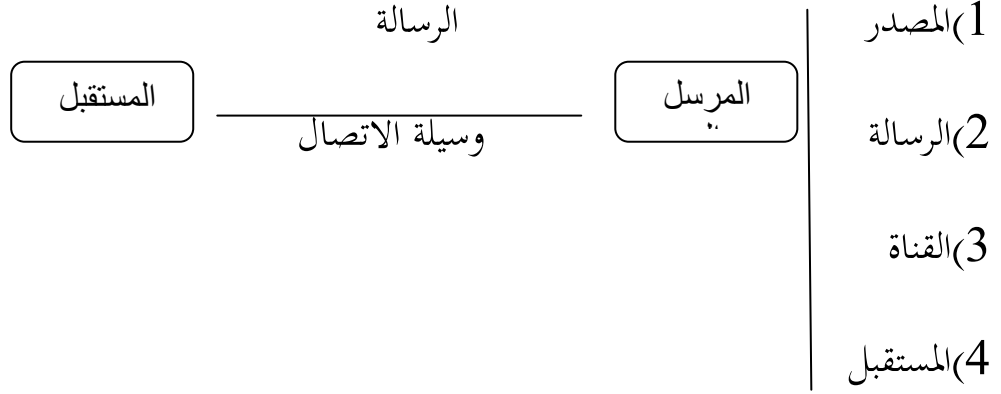 1)المصدر
2)الرسالة
3)القناة
4)المستقبل
الرسالة
المرسل
المستقبل
وسيلة الاتصال